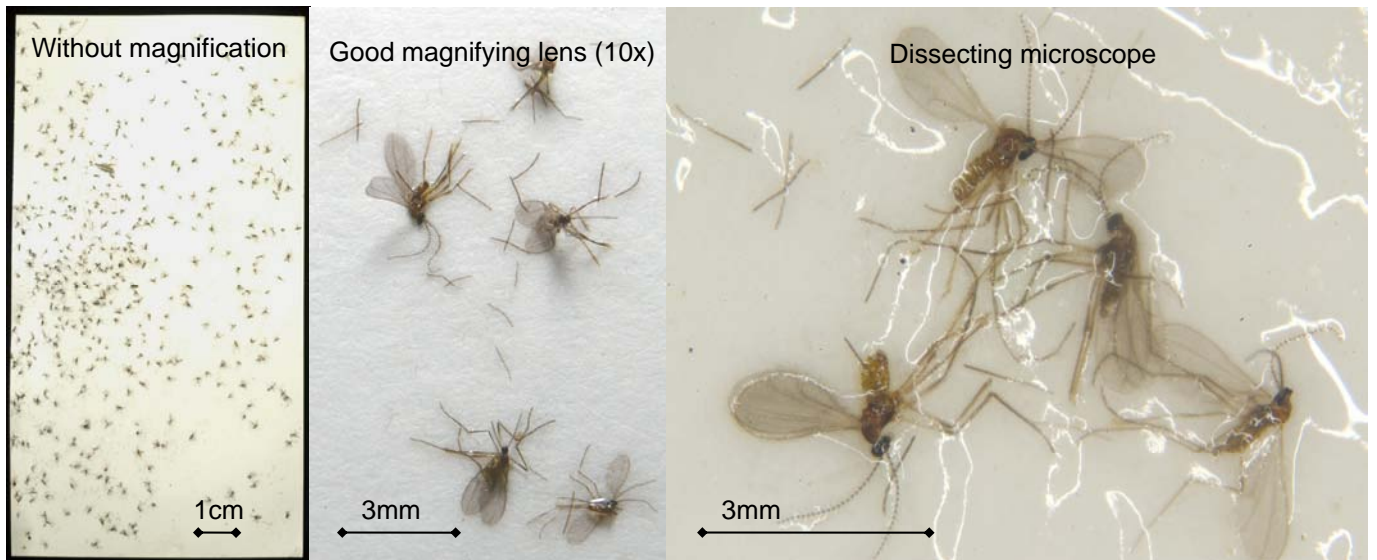 Without magnification
Good magnifying lens (10x)
Dissecting microscope
1cm
3mm
3mm